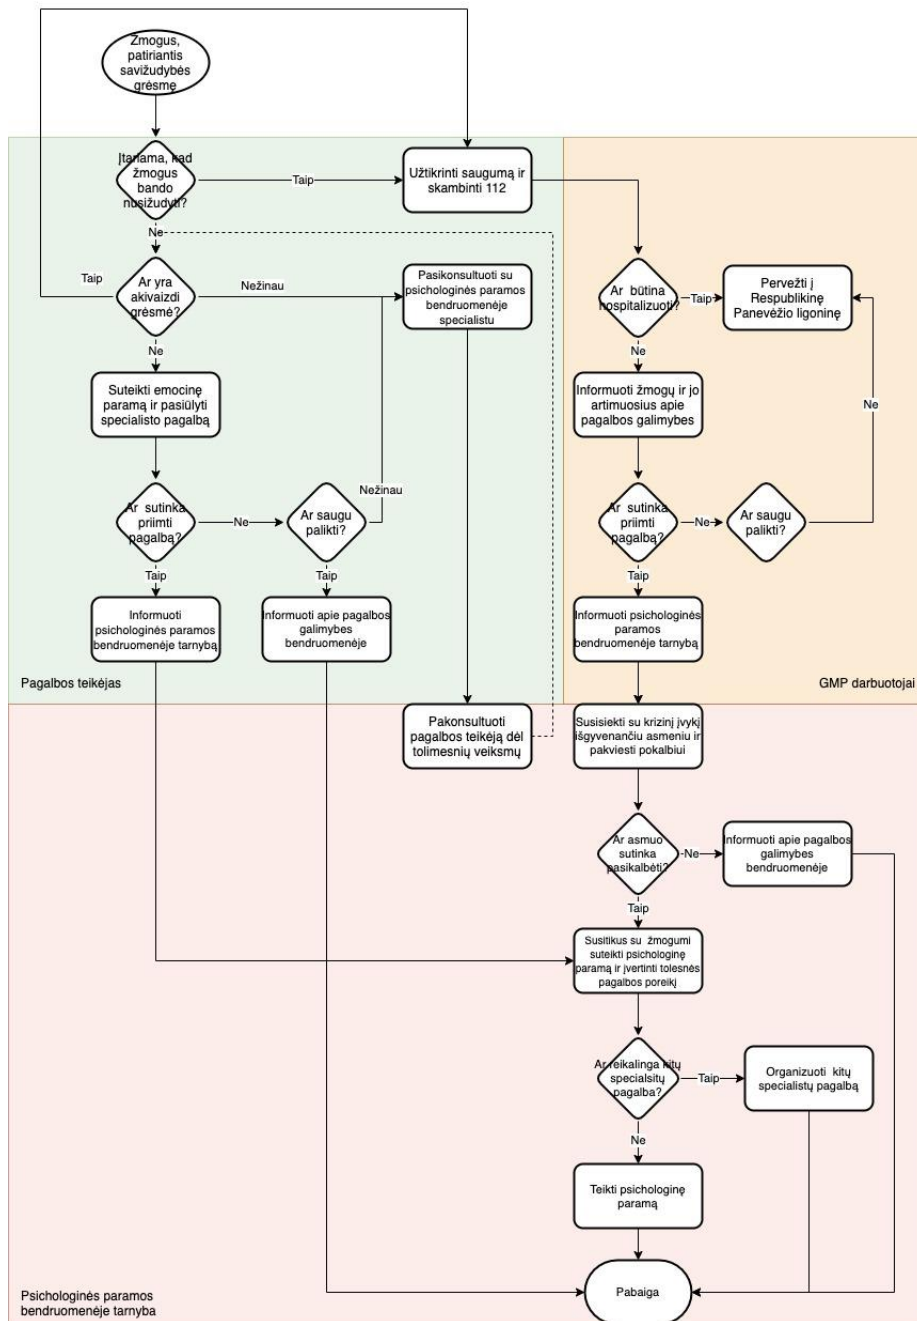 Žmogus,
patiriantis
savižudybės
grėsmę
Įtariama, kad
žmogus
bando
nusižudyti?
Taip
Užtikrinti saugumą ir
skambinti 112
Ne
Taip
Ar yra
akivaizdi
grėsmė?
Nežinau
Pasikonsultuoti su
psichologinės paramos
bendruomenėje
specialistu
Ar būtina
hospitalizuoti?
Taip
Pervežti į
Respublikinę
Panevėžio ligoninę
Ne
Ne
Suteikti emocinę
paramą ir pasiūlyti
specialisto pagalbą
Informuoti žmogų ir jo
artimuosius apie
pagalbos galimybes
Ne
Nežinau
Ar sutinka
priimti
pagalbą?
Ne
Ar saugu
palikti?
Ar sutinka
priimti
pagalbą?
Ne
Ar saugu
palikti?
Taip
Taip
Taip
Informuoti
psichologinės paramos
bendruomenėje tarnybą
Informuoti apie pagalbos
galimybes
bendruomenėje
Informuoti psichologinės
paramos
bendruomenėje tarnybą
Pagalbos teikėjas
GMP darbuotojai
Pakonsultuoti
pagalbos teikėją dėl
tolimesnių veiksmų
Susisiekti su krizinį įvykį
išgyvenančiu asmeniu ir
pakviesti pokalbiui
Ar asmuo
sutinka
pasikalbėti?
Ne
Informuoti apie pagalbos
galimybes
bendruomenėje
Taip
Susitikus su žmogumi
suteikti psichologinę
paramą ir įvertinti tolesnės
pagalbos poreikį
Ar reikalinga kitų
specialsitų
pagalba?
Taip
Organizuoti kitų
specialistų pagalbą
Ne
Teikti psichologinę
paramą
Pabaiga
Psichologinės paramos
bendruomenėje tarnyba